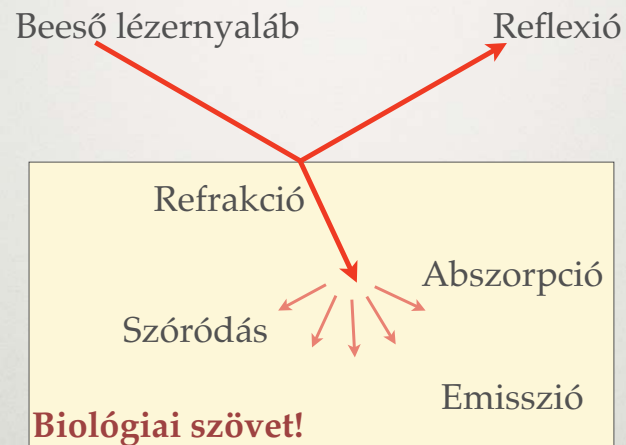 Beeső lézernyaláb
Reflexió
Refrakció
Abszorpció
Szóródás
Emisszió
Biológiai szövet!